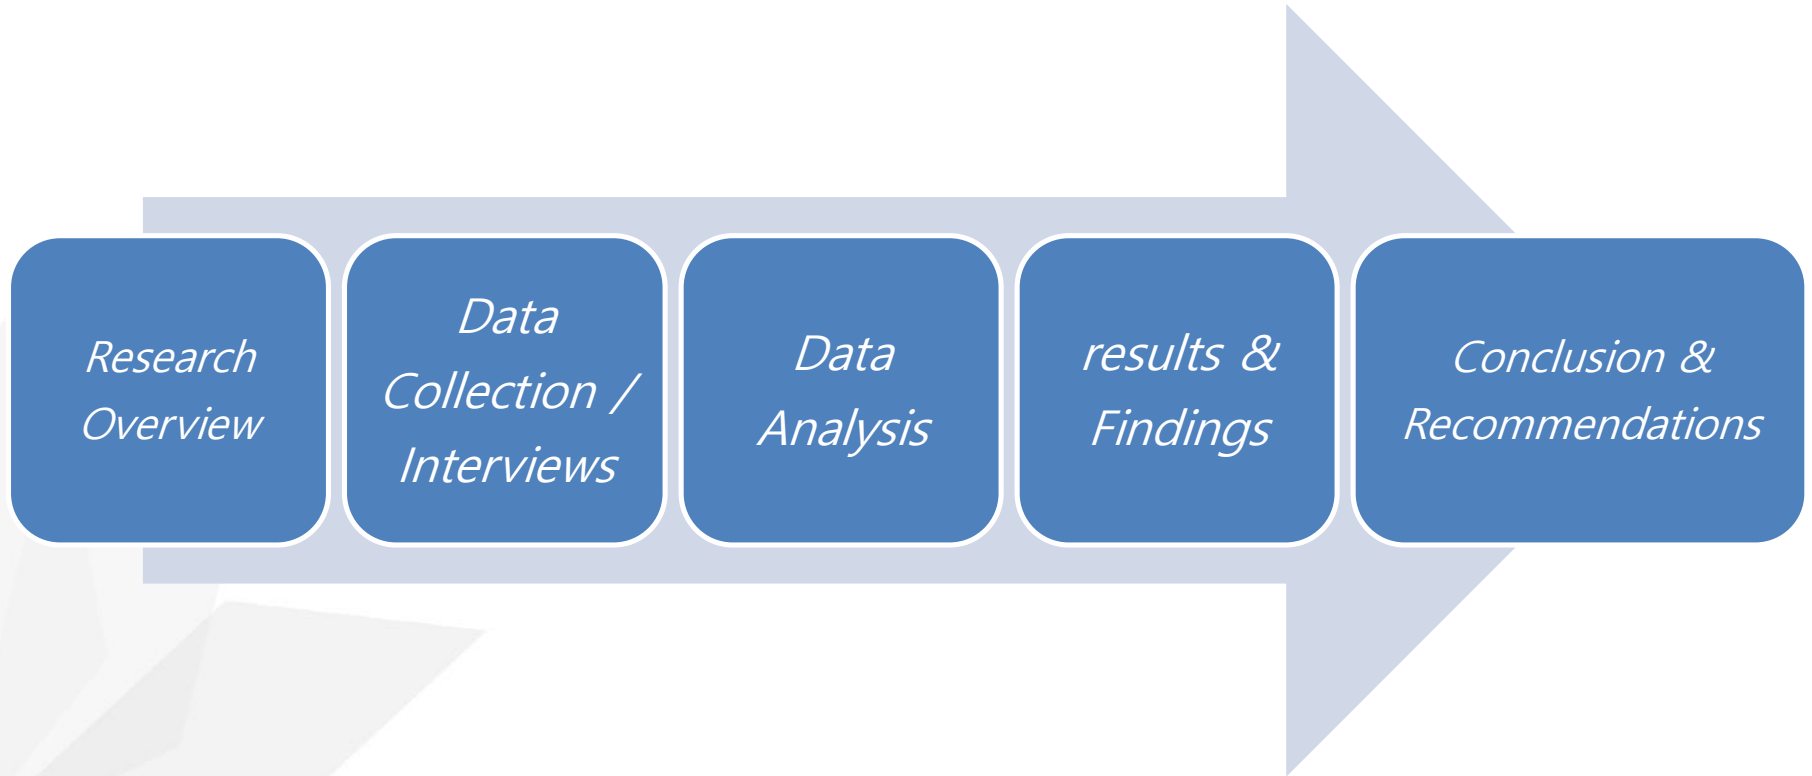 Research
Overview
Data
Collection /
Interviews
Data
Analysis
results &
Findings
Conclusion &
Recommendations